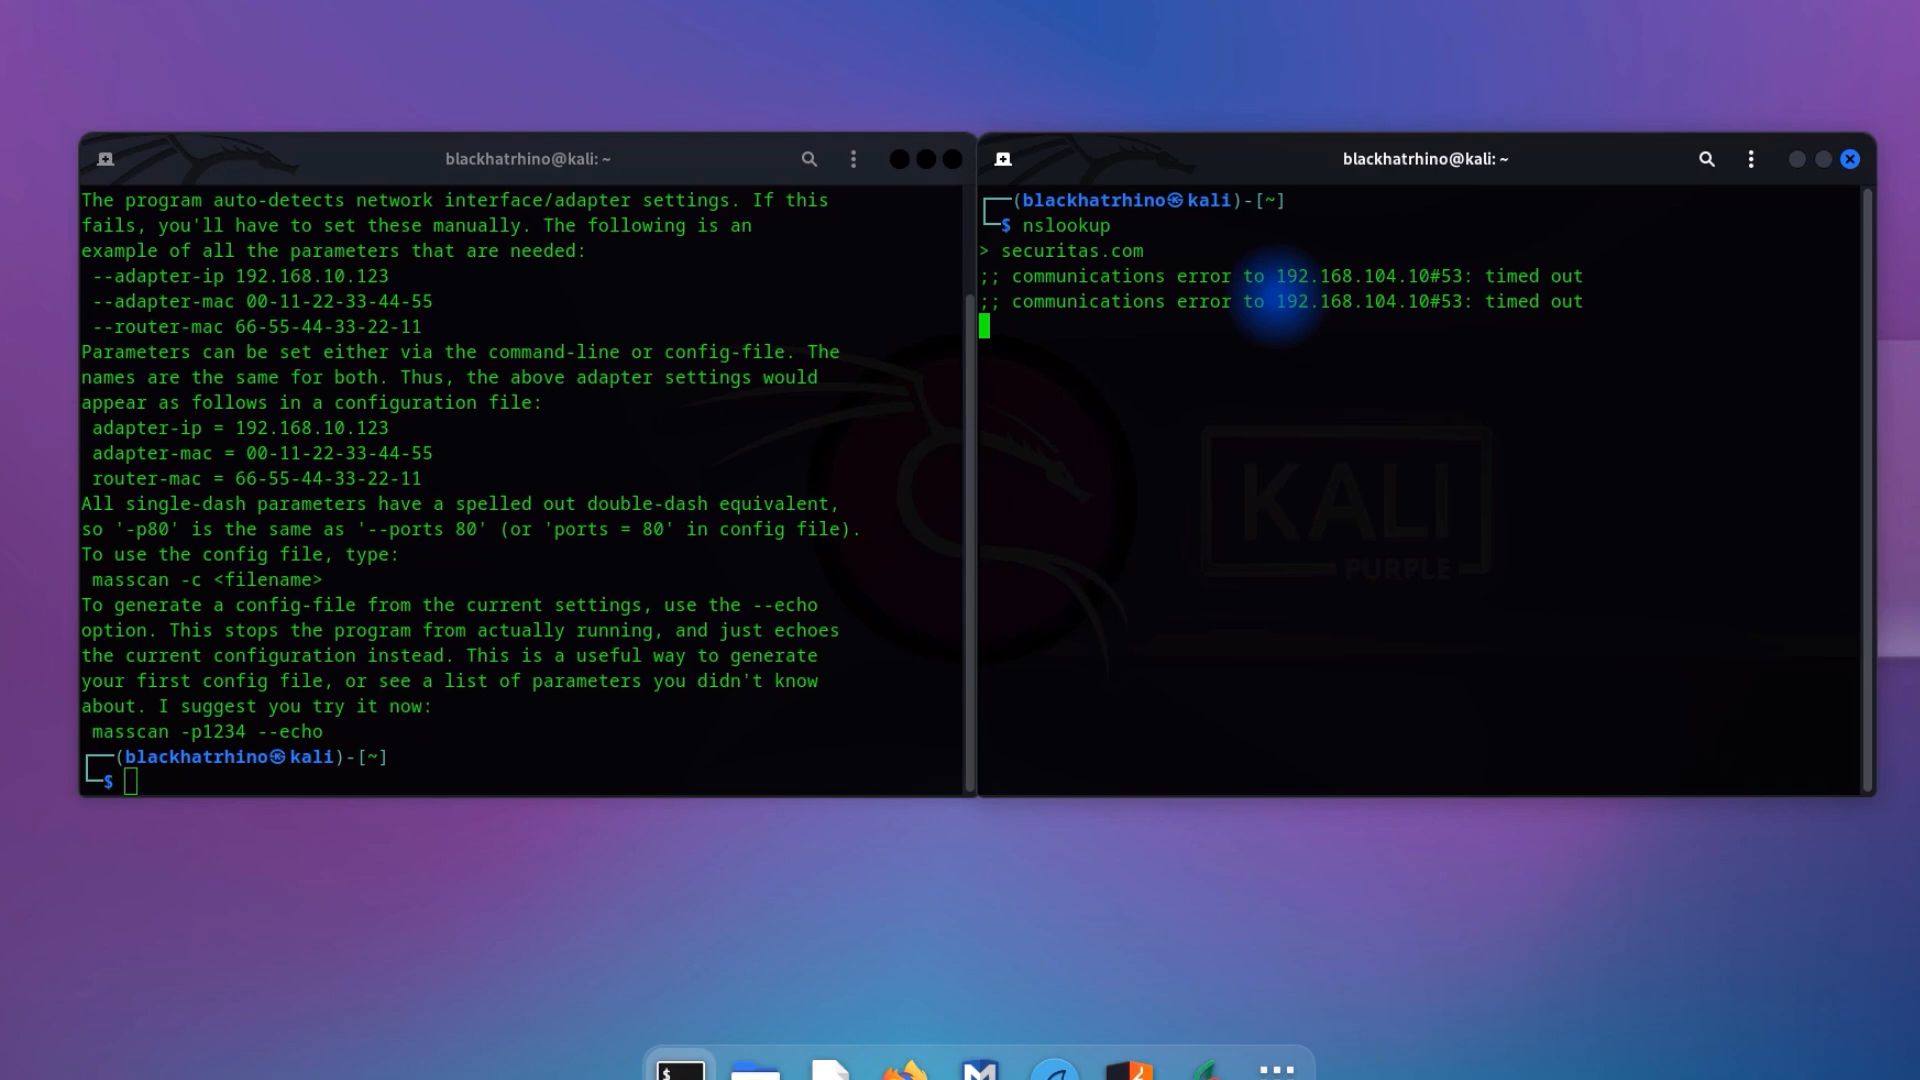 blackhatrhino@kali: ~
The program auto-detects network interface/adapter settings. If this
fails, you'll have to set these manually. The following is an
example of all the parameters that are needed:
--adapter-ip 192.168.10.123
--adapter-mac 00-11-22-33-44-55
--router-mac 66-55-44-33-22-11
Parameters can be set either via the command-line or config-file. The
names are the same for both. Thus, the above adapter settings would
appear as follows in a configuration file:
adapter-ip = 192.168.10.123
adapter-mac = 00-11-22-33-44-55
router-mac = 66-55-44-33-22-11
All single-dash parameters have a spelled out double-dash equivalent,
so '-p80' is the same as '--ports 80' (or 'ports = 80' in config file).
To use the config file, type:
masscan -c <filename>
To generate a config-file from the current settings, use the --echo
option. This stops the program from actually running, and just echoes
the current configuration instead. This is a useful way to generate
your first config file, or see a list of parameters you didn't know
about. I suggest you try it now:
masscan -p1234 --echo
┌──(blackhatrhino㉿kali)-[~]
└─$
blackhatrhino@kali: ~
┌──(blackhatrhino㉿kali)-[~]
└─$ nslookup
> securitas.com
;; communications error to 192.168.104.10#53: timed out
;; communications error to 192.168.104.10#53: timed out
KALI
PURPLE